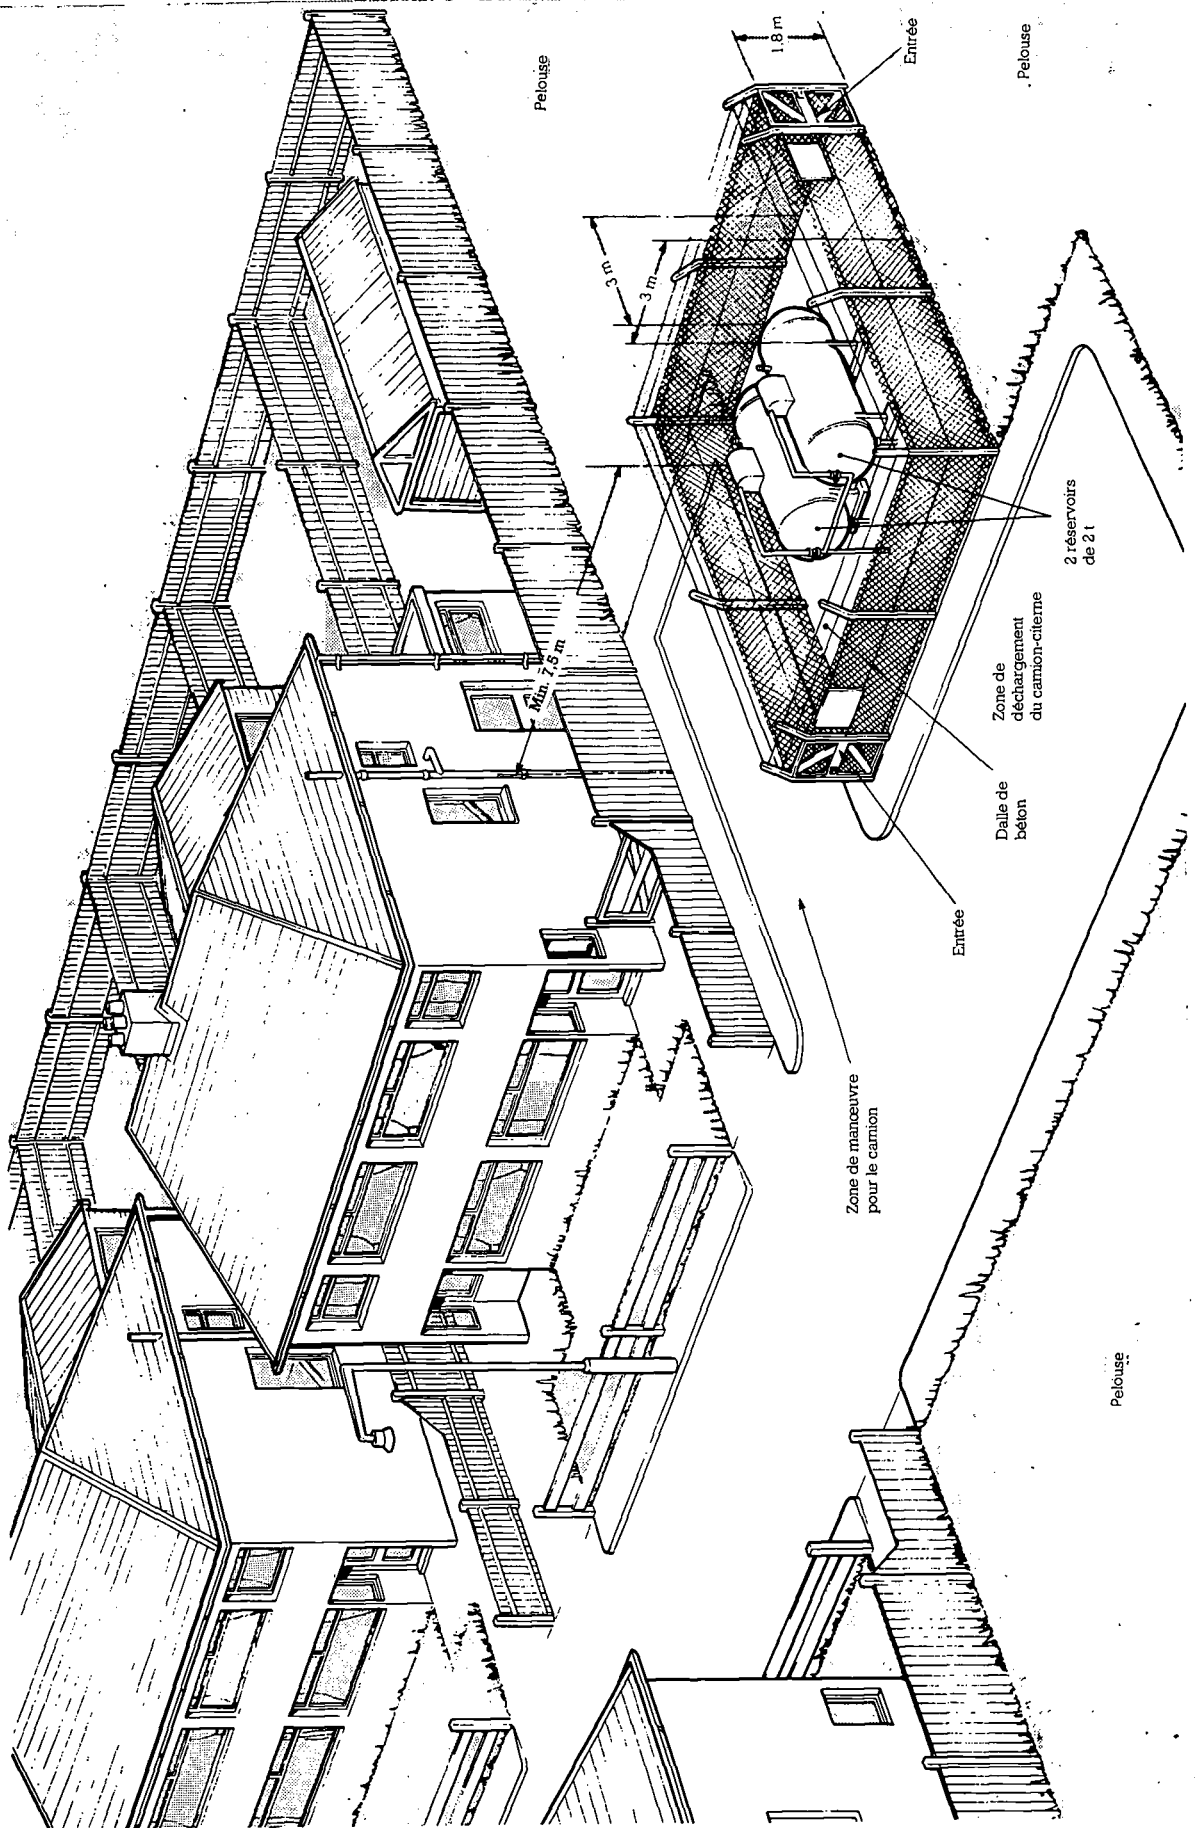 Pelouse
1.8 m
Entrée
Pelouse
3 m
3 m
Min. 7.5 m
2 réservoirs
de 2 t
Zone de
déchargement
du camion-citerne
Dalle de
béton
Entrée
Zone de manœuvre
pour le camion
Pelouse